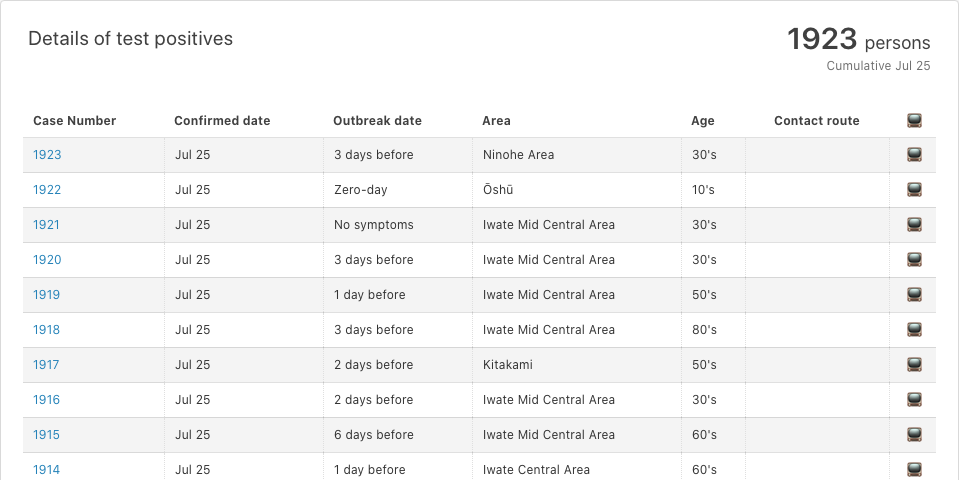 Details of test positives
1923 persons
Cumulative Jul 25
Case Number Confirmed date Outbreak date Area Age Contact route
1923 Jul 25 3 days before Ninohe Area 30's
1922 Jul 25 Zero-day Ōshū 10's
1921 Jul 25 No symptoms Iwate Mid Central Area 30's
1920 Jul 25 3 days before Iwate Mid Central Area 30's
1919 Jul 25 1 day before Iwate Mid Central Area 50's
1918 Jul 25 3 days before Iwate Mid Central Area 80's
1917 Jul 25 2 days before Kitakami 50's
1916 Jul 25 2 days before Iwate Mid Central Area 30's
1915 Jul 25 6 days before Iwate Mid Central Area 60's
1914 Jul 25 1 day before Iwate Central Area 60's